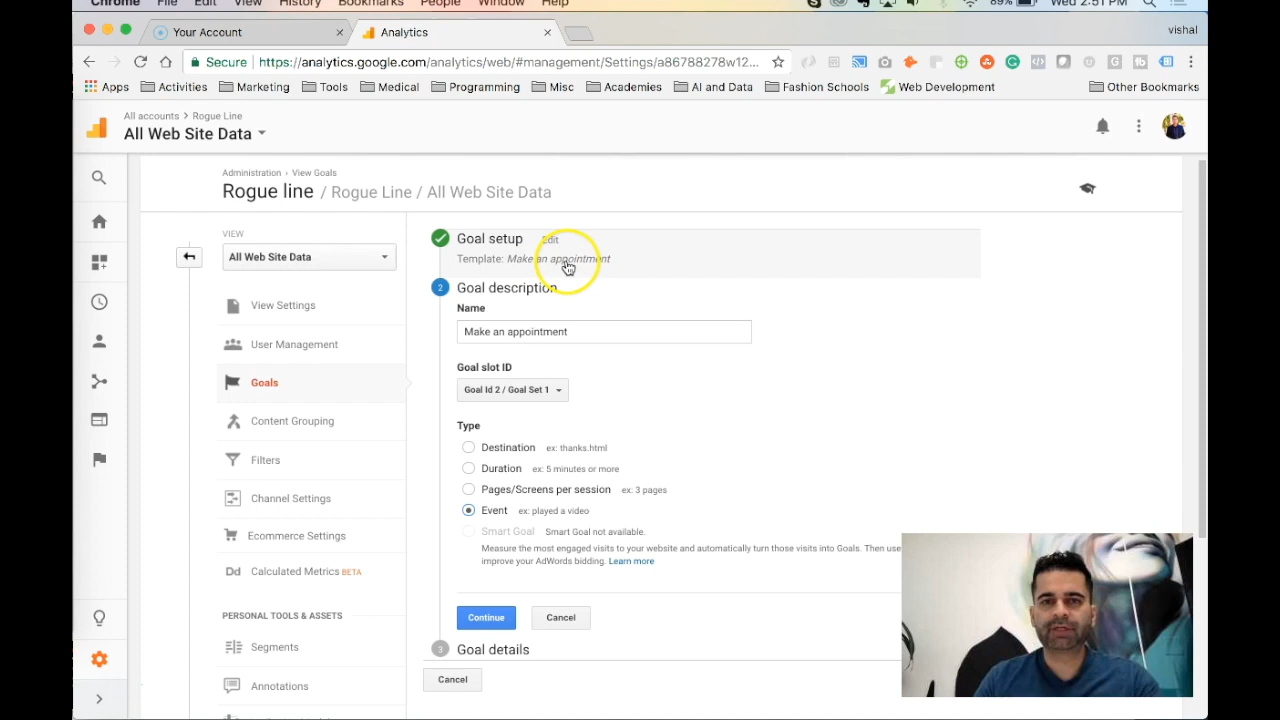 Chrome File Edit View History Bookmarks People Window Help 89% Wed 2:51 PM
Your Account
Analytics
vishal
Secure https://analytics.google.com/analytics/web/#management/Settings/a86788278w12...
Apps Activities Marketing Tools Medical Programming Misc Academies AI and Data Fashion Schools Web Development Other Bookmarks
All accounts > Rogue Line
All Web Site Data
Administration › View Goals
Rogue line / Rogue Line / All Web Site Data
VIEW
All Web Site Data
View Settings
User Management
Goals
Content Grouping
Filters
Channel Settings
Ecommerce Settings
Dd Calculated Metrics BETA
PERSONAL TOOLS & ASSETS
Segments
Annotations
Goal setup Edit
Template: Make an appointment
2 Goal description
Name
Make an appointment
Goal slot ID
Goal Id 2 / Goal Set 1
Type
Destination ex: thanks.html
Duration ex: 5 minutes or more
Pages/Screens per session ex: 3 pages
Event ex: played a video
Smart Goal Smart Goal not available.
Measure the most engaged visits to your website and automatically turn those visits into Goals. Then use
improve your AdWords bidding. Learn more
Continue Cancel
3 Goal details
Cancel